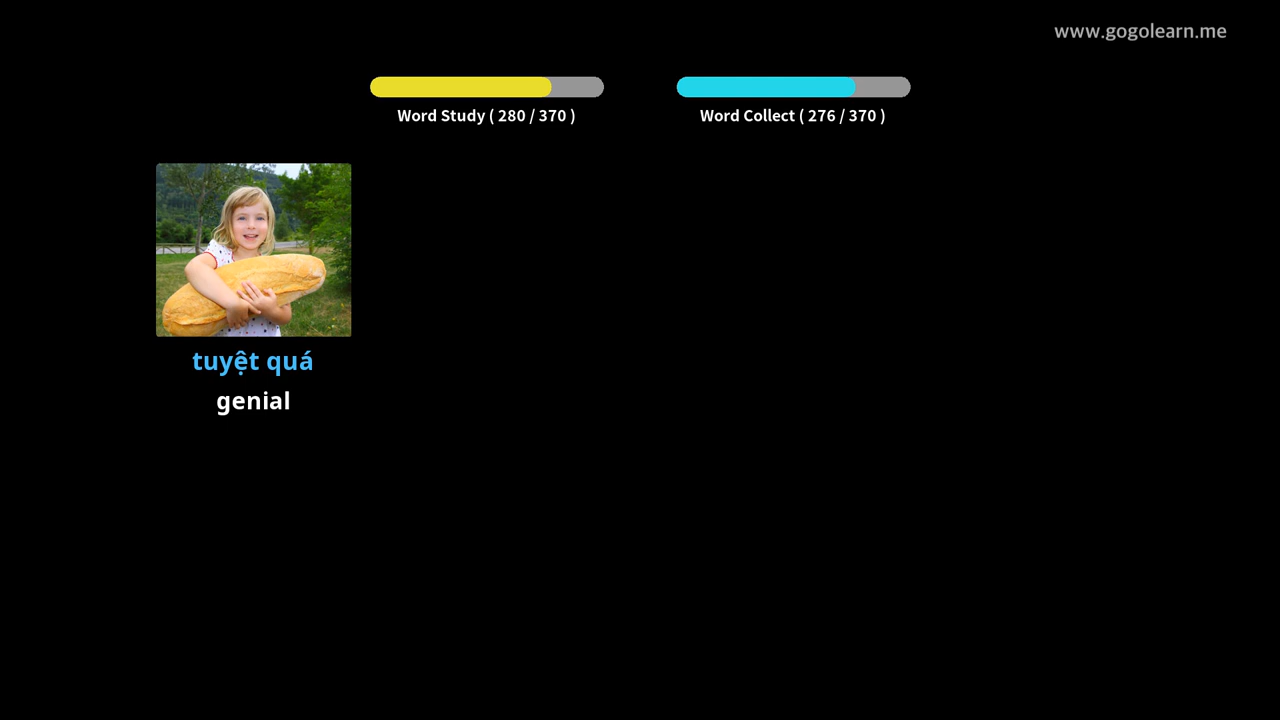 www.gogolearn.me
Word Study ( 280 / 370 )
Word Collect ( 276 / 370 )
tuyệt quá
genial